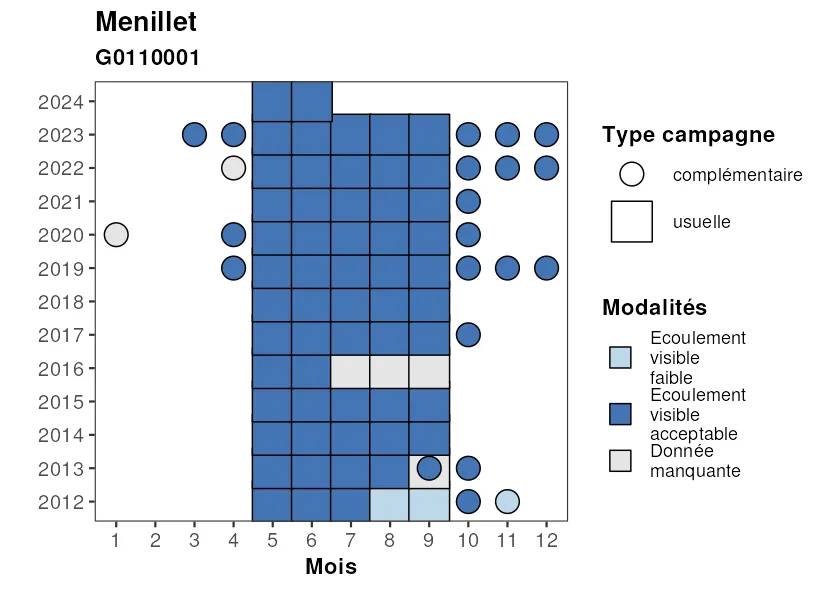 Menillet
G0110001
2024
2023
2022
2021
2020
2019
2018
2017
2016
2015
2014
2013
2012
1 2 3 4 5 6 7 8 9 10 11 12
Mois
Type campagne
complémentaire
usuelle
Modalités
Ecoulement
visible
faible
Ecoulement
visible
acceptable
Donnée
manquante